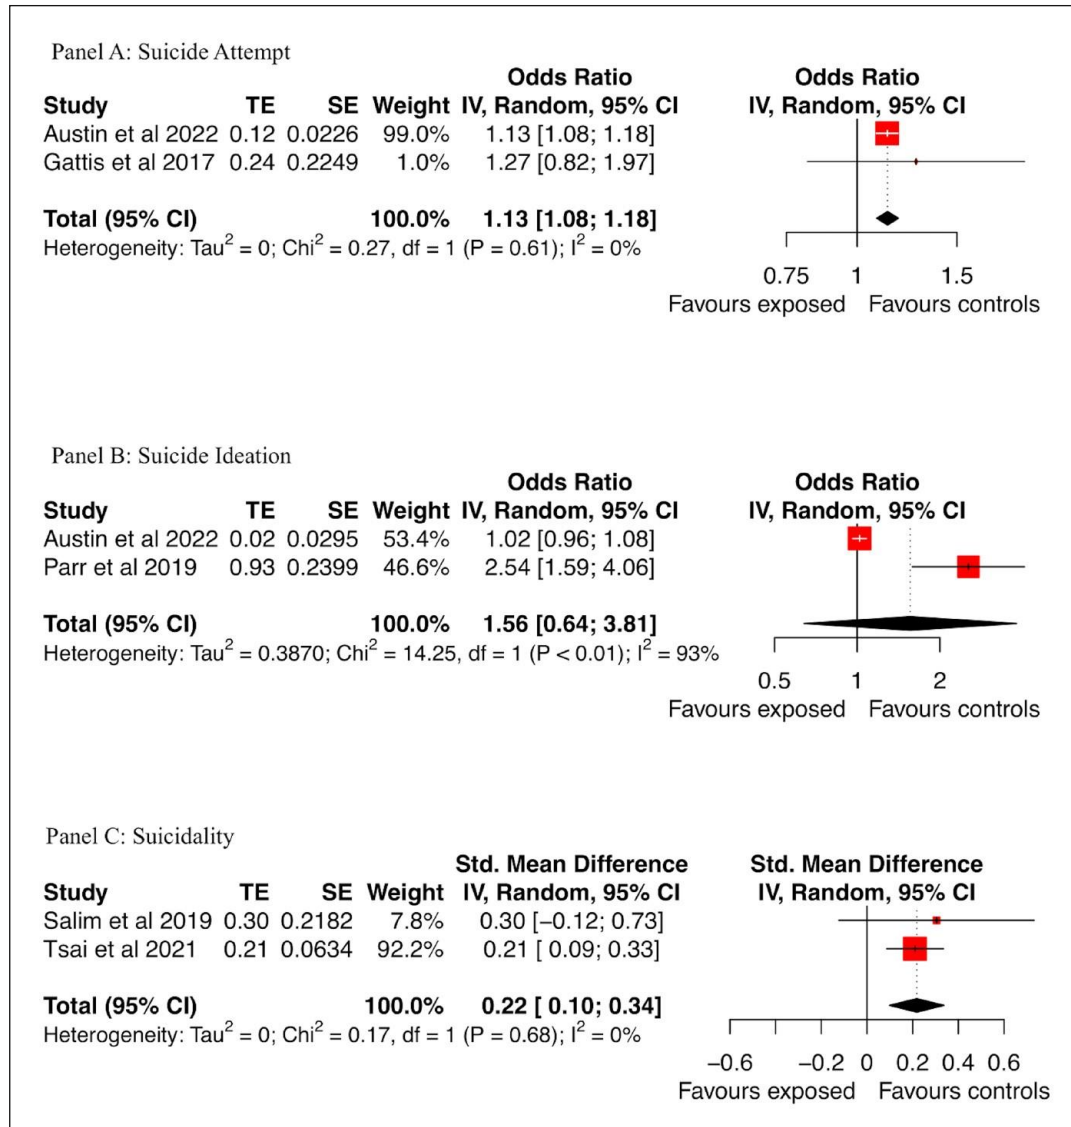 Panel A: Suicide Attempt
Odds Ratio Odds Ratio
Study TE SE Weight IV, Random, 95% CI IV, Random, 95% CI
Austin et al 2022 0.12 0.0226 99.0% 1.13 [1.08; 1.18]
Gattis et al 2017 0.24 0.2249 1.0% 1.27 [0.82; 1.97]
Total (95% CI) 100.0% 1.13 [1.08; 1.18]
Heterogeneity: Tau² = 0; Chi² = 0.27, df = 1 (P = 0.61); I² = 0%
0.75 1 1.5
Favours exposed Favours controls
Panel B: Suicide Ideation
Odds Ratio Odds Ratio
Study TE SE Weight IV, Random, 95% CI IV, Random, 95% CI
Austin et al 2022 0.02 0.0295 53.4% 1.02 [0.96; 1.08]
Parr et al 2019 0.93 0.2399 46.6% 2.54 [1.59; 4.06]
Total (95% CI) 100.0% 1.56 [0.64; 3.81]
Heterogeneity: Tau² = 0.3870; Chi² = 14.25, df = 1 (P < 0.01); I² = 93%
0.5 1 2
Favours exposed Favours controls
Panel C: Suicidality
Std. Mean Difference Std. Mean Difference
Study TE SE Weight IV, Random, 95% CI IV, Random, 95% CI
Salim et al 2019 0.30 0.2182 7.8% 0.30 [−0.12; 0.73]
Tsai et al 2021 0.21 0.0634 92.2% 0.21 [ 0.09; 0.33]
Total (95% CI) 100.0% 0.22 [ 0.10; 0.34]
Heterogeneity: Tau² = 0; Chi² = 0.17, df = 1 (P = 0.68); I² = 0%
−0.6 −0.2 0 0.2 0.4 0.6
Favours exposed Favours controls